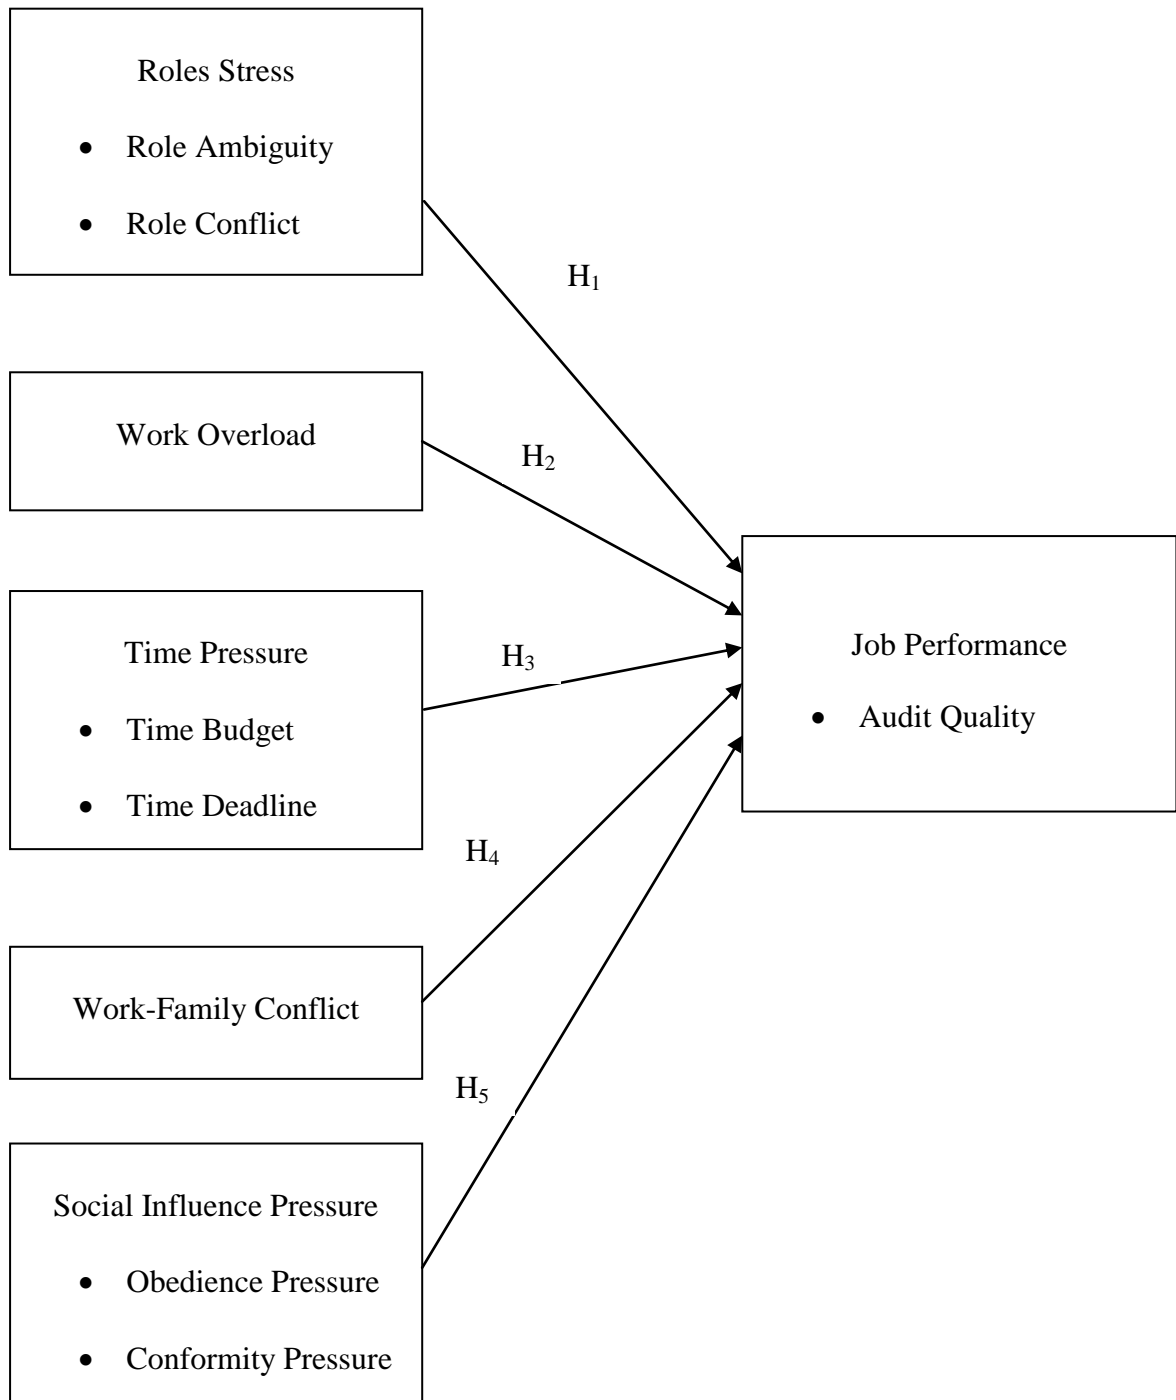 Roles Stress
• Role Ambiguity
• Role Conflict
H₁
Work Overload
H₂
Time Pressure
• Time Budget
• Time Deadline
H₃
Job Performance
• Audit Quality
H₄
Work-Family Conflict
H₅
Social Influence Pressure
• Obedience Pressure
• Conformity Pressure